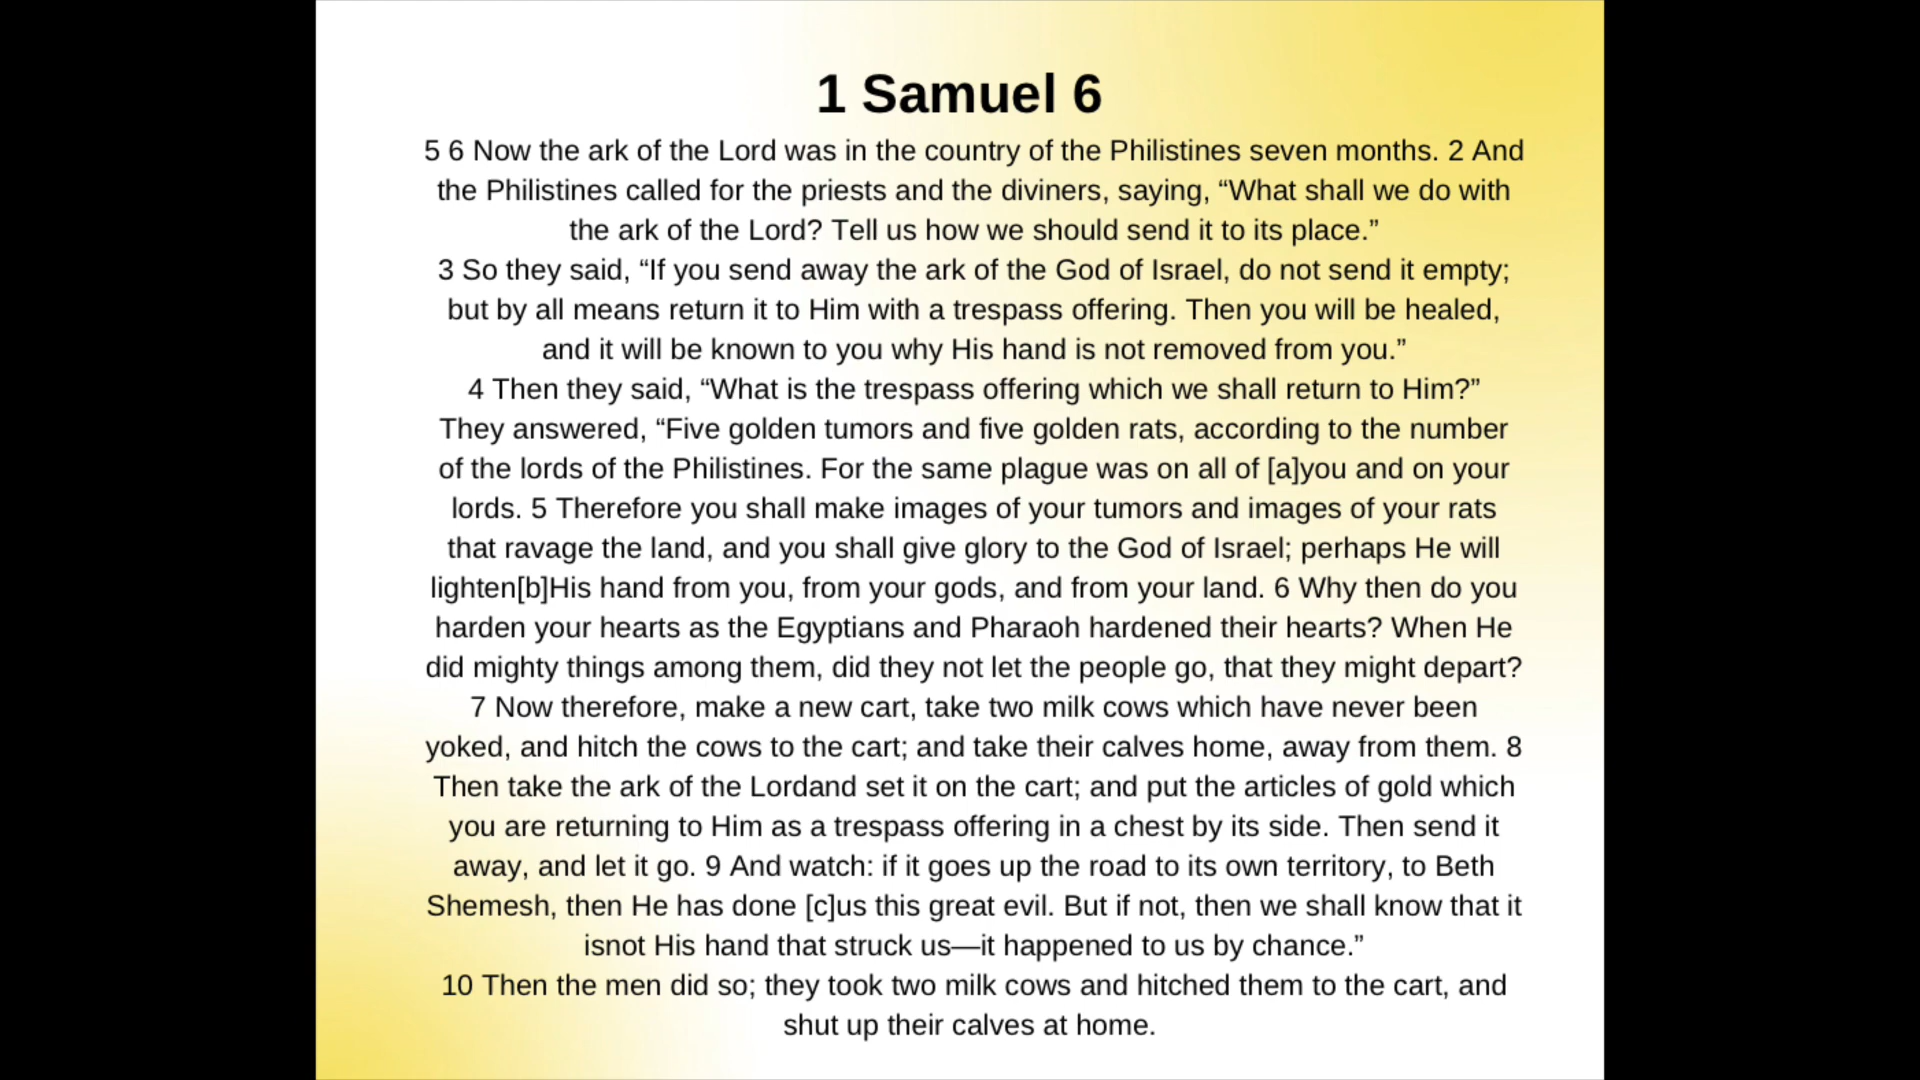 1 Samuel 6
5 6 Now the ark of the Lord was in the country of the Philistines seven months. 2 And
the Philistines called for the priests and the diviners, saying, “What shall we do with
the ark of the Lord? Tell us how we should send it to its place.”
3 So they said, “If you send away the ark of the God of Israel, do not send it empty;
but by all means return it to Him with a trespass offering. Then you will be healed,
and it will be known to you why His hand is not removed from you.”
4 Then they said, “What is the trespass offering which we shall return to Him?”
They answered, “Five golden tumors and five golden rats, according to the number
of the lords of the Philistines. For the same plague was on all of [a]you and on your
lords. 5 Therefore you shall make images of your tumors and images of your rats
that ravage the land, and you shall give glory to the God of Israel; perhaps He will
lighten[b]His hand from you, from your gods, and from your land. 6 Why then do you
harden your hearts as the Egyptians and Pharaoh hardened their hearts? When He
did mighty things among them, did they not let the people go, that they might depart?
7 Now therefore, make a new cart, take two milk cows which have never been
yoked, and hitch the cows to the cart; and take their calves home, away from them. 8
Then take the ark of the Lordand set it on the cart; and put the articles of gold which
you are returning to Him as a trespass offering in a chest by its side. Then send it
away, and let it go. 9 And watch: if it goes up the road to its own territory, to Beth
Shemesh, then He has done [c]us this great evil. But if not, then we shall know that it
isnot His hand that struck us—it happened to us by chance.”
10 Then the men did so; they took two milk cows and hitched them to the cart, and
shut up their calves at home.